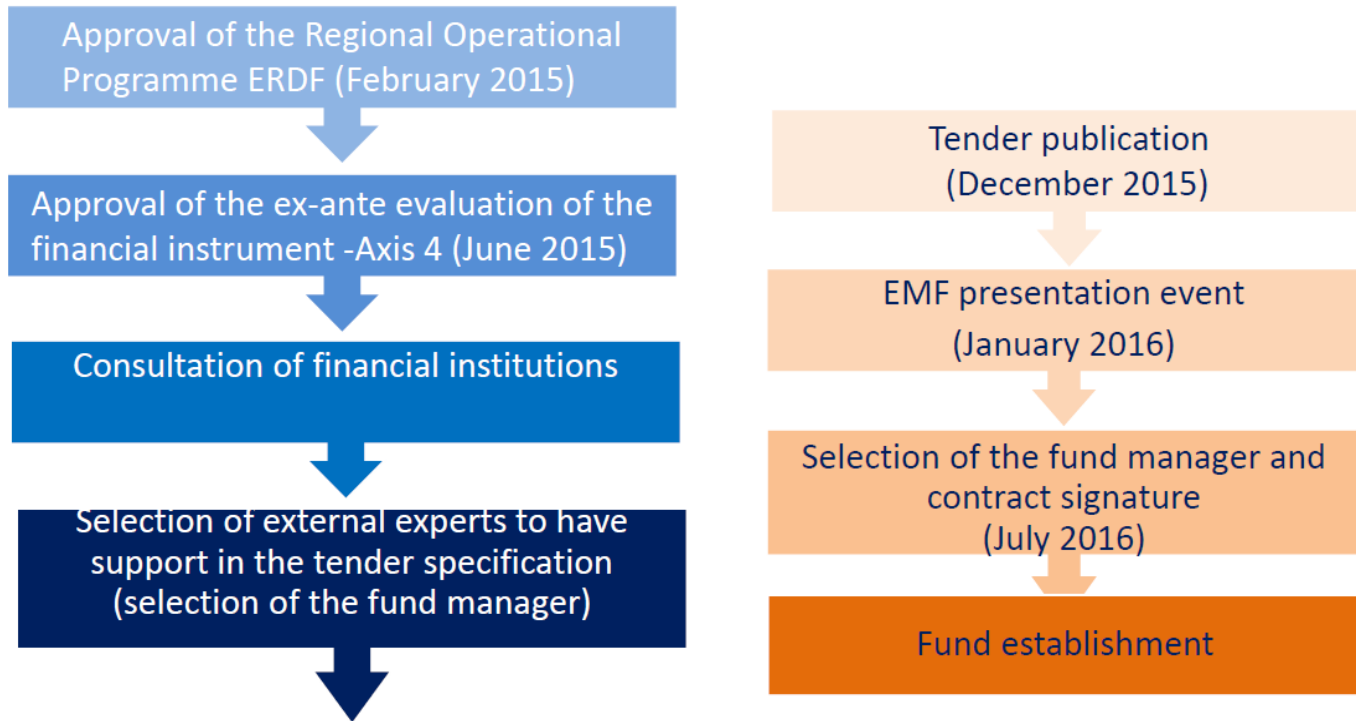 Approval of the Regional Operational
Programme ERDF (February 2015)
Approval of the ex-ante evaluation of the
financial instrument -Axis 4 (June 2015)
Consultation of financial institutions
Selection of external experts to have
support in the tender specification
(selection of the fund manager)
Tender publication
(December 2015)
EMF presentation event
(January 2016)
Selection of the fund manager and
contract signature
(July 2016)
Fund establishment